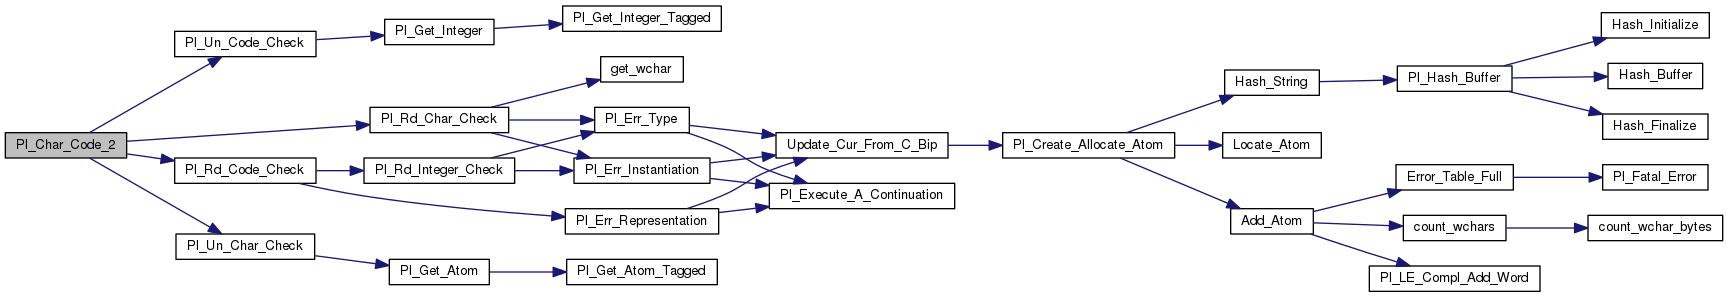 Pl_Char_Code_2
Pl_Un_Code_Check
Pl_Get_Integer
Pl_Get_Integer_Tagged
get_wchar
Pl_Rd_Char_Check
Pl_Err_Type
Pl_Rd_Code_Check
Pl_Rd_Integer_Check
Pl_Err_Instantiation
Pl_Err_Representation
Pl_Un_Char_Check
Pl_Get_Atom
Pl_Get_Atom_Tagged
Update_Cur_From_C_Bip
Pl_Execute_A_Continuation
Pl_Create_Allocate_Atom
Hash_String
Locate_Atom
Add_Atom
Pl_Hash_Buffer
Hash_Initialize
Hash_Buffer
Hash_Finalize
Error_Table_Full
Pl_Fatal_Error
count_wchars
count_wchar_bytes
Pl_LE_Compl_Add_Word